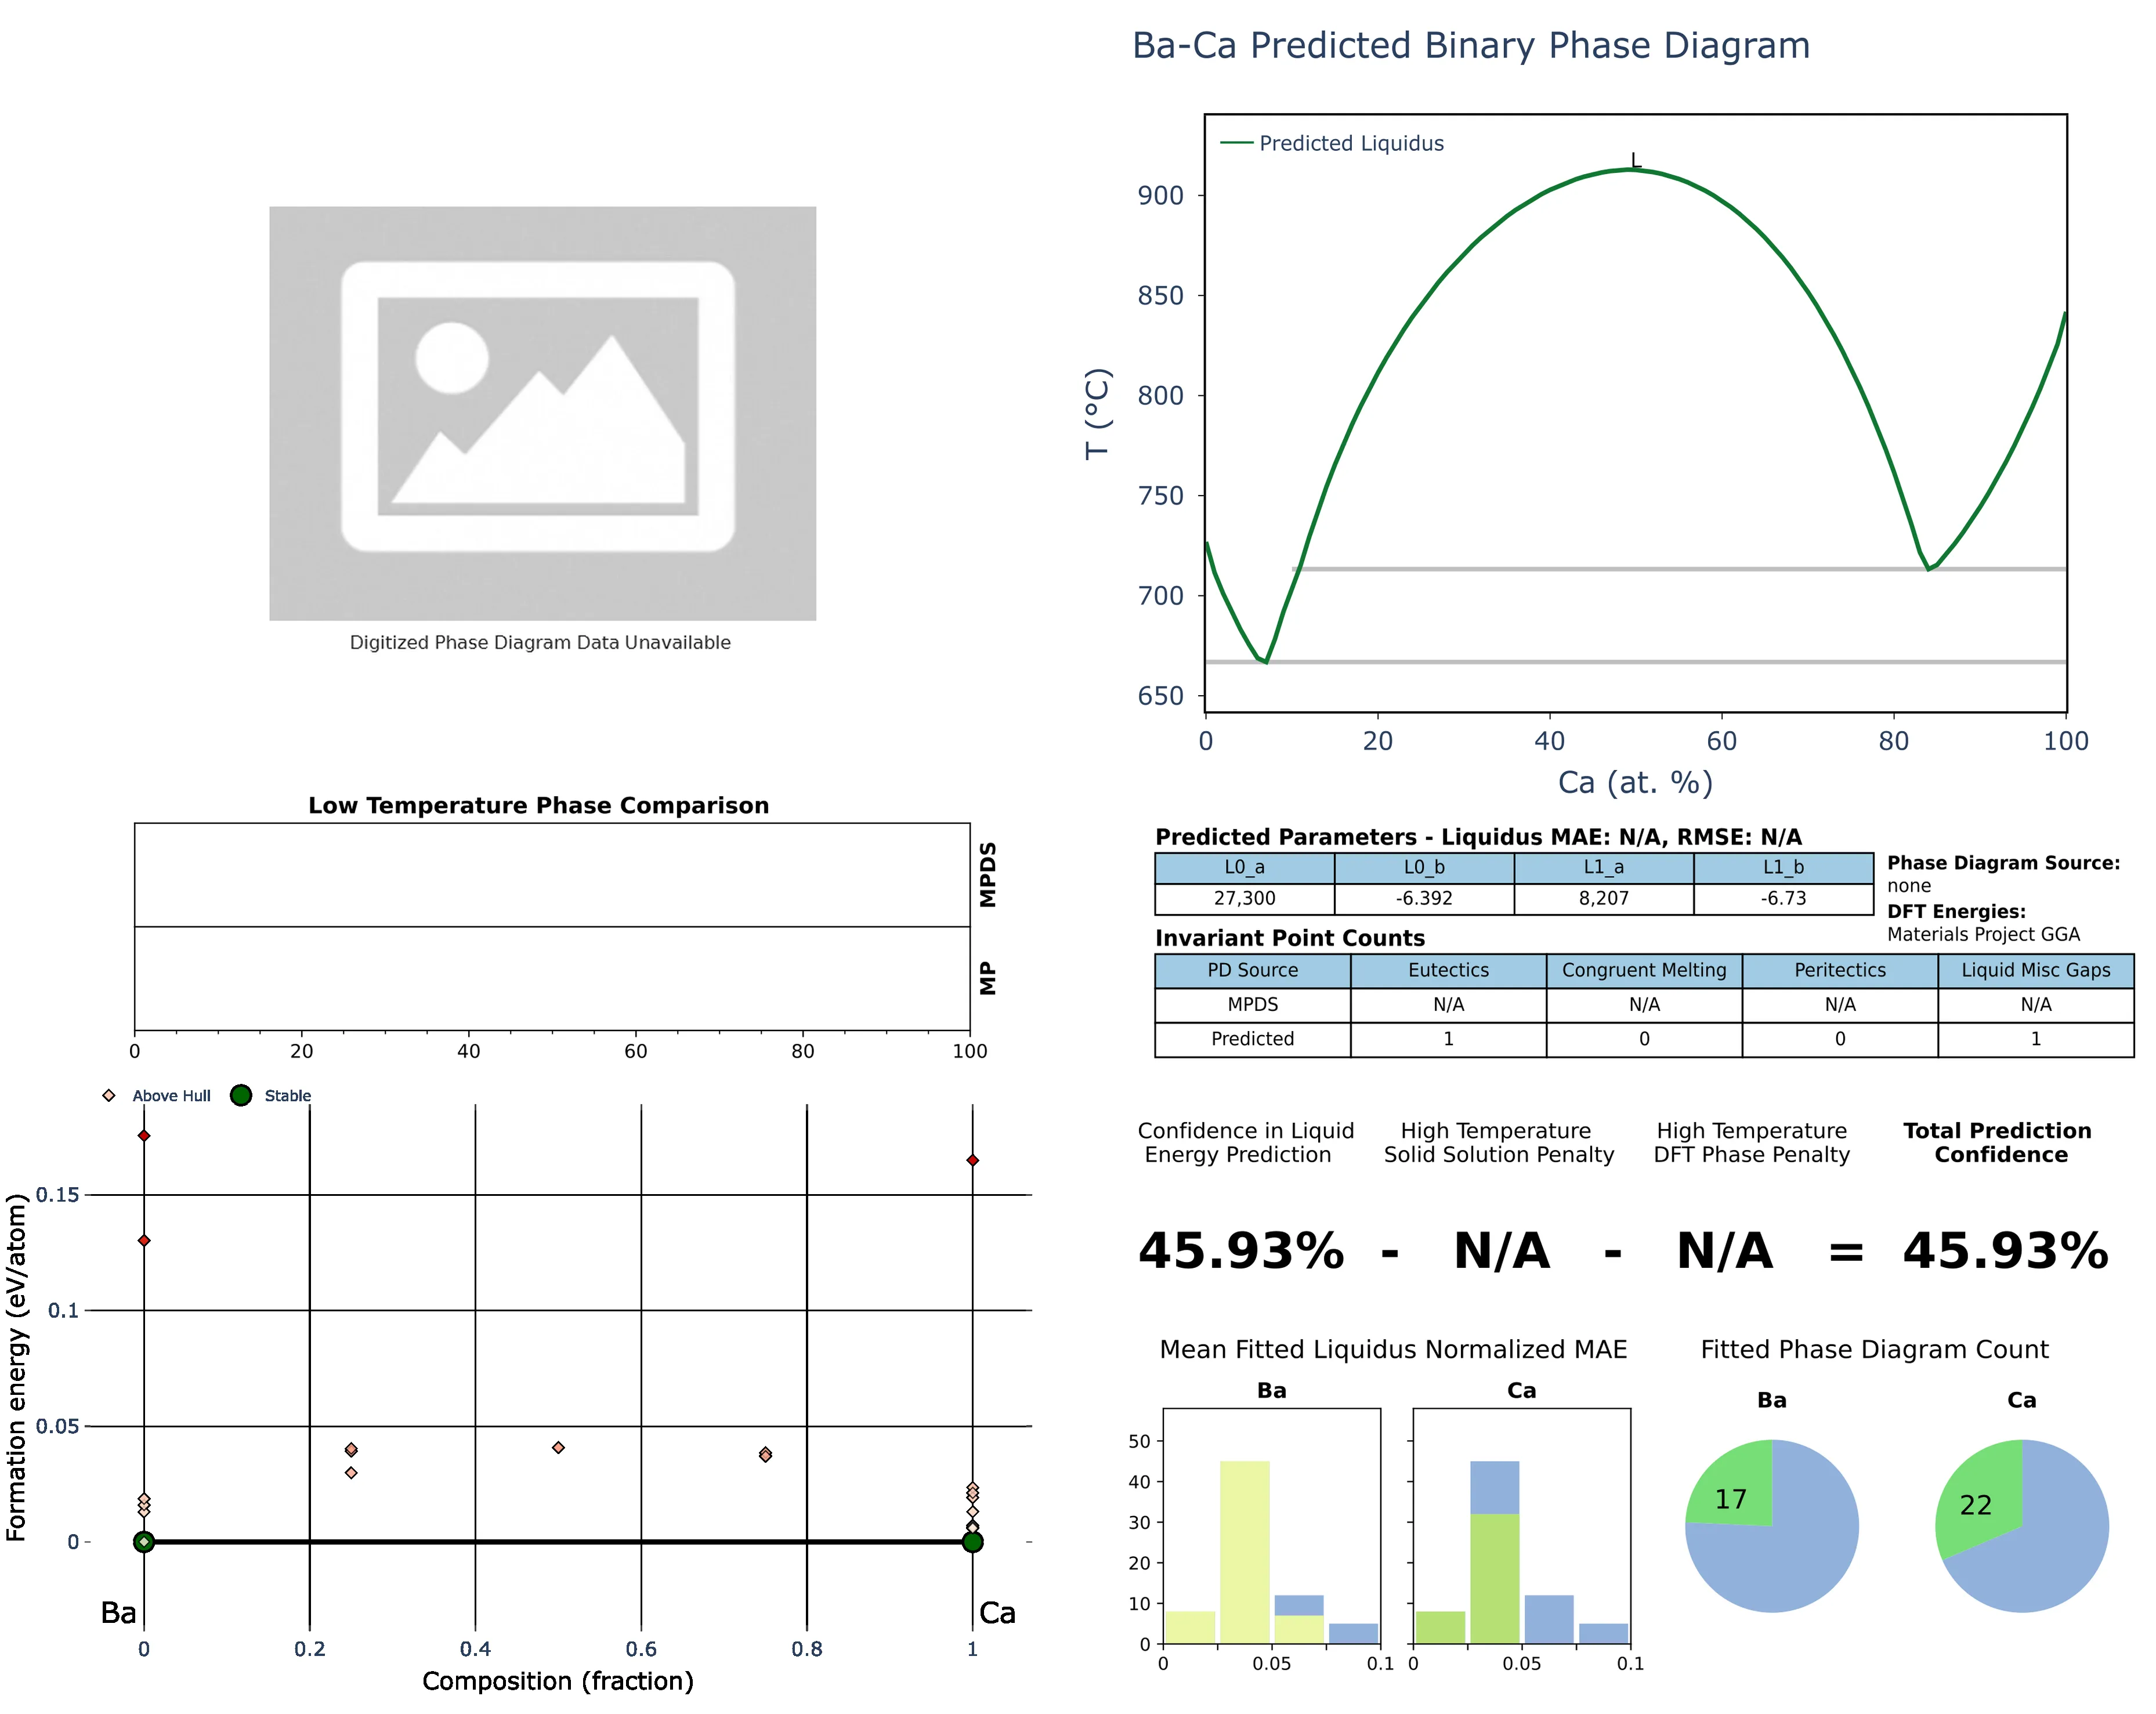 Ba-Ca Predicted Binary Phase Diagram
Digitized Phase Diagram Data Unavailable
Predicted Liquidus
L
900
850
800
750
700
650
T (°C)
0 20 40 60 80 100
Ca (at. %)
Low Temperature Phase Comparison
MPDS
MP
0 20 40 60 80 100
Predicted Parameters - Liquidus MAE: N/A, RMSE: N/A
L0_a L0_b L1_a L1_b
27,300 -6.392 8,207 -6.73
Phase Diagram Source:
none
DFT Energies:
Materials Project GGA
Invariant Point Counts
PD Source Eutectics Congruent Melting Peritectics Liquid Misc Gaps
MPDS N/A N/A N/A N/A
Predicted 1 0 0 1
Above Hull Stable
0.15
0.1
0.05
0
Formation energy (eV/atom)
Ba Ca
0 0.2 0.4 0.6 0.8 1
Composition (fraction)
Confidence in Liquid
Energy Prediction
High Temperature
Solid Solution Penalty
High Temperature
DFT Phase Penalty
Total Prediction
Confidence
45.93% - N/A - N/A = 45.93%
Mean Fitted Liquidus Normalized MAE
Ba Ca
50
40
30
20
10
0
0 0.05 0.1 0 0.05 0.1
Fitted Phase Diagram Count
Ba Ca
17 22